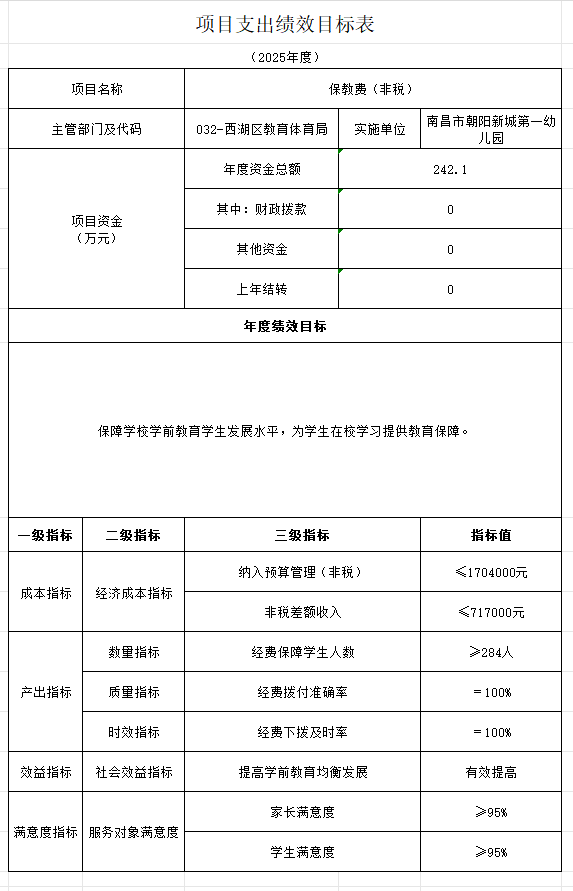 项目支出绩效目标表
（2025年度）
项目名称 保教费（非税）
主管部门及代码 032-西湖区教育体育局 实施单位 南昌市朝阳新城第一幼
儿园
项目资金
（万元）
年度资金总额 242.1
其中：财政拨款 0
其他资金 0
上年结转 0
年度绩效目标
保障学校学前教育学生发展水平，为学生在校学习提供教育保障。
一级指标 二级指标 三级指标 指标值
成本指标 经济成本指标 纳入预算管理（非税） ≤1704000元
非税差额收入 ≤717000元
产出指标 数量指标 经费保障学生人数 ≥284人
质量指标 经费拨付准确率 ＝100%
时效指标 经费下拨及时率 ＝100%
效益指标 社会效益指标 提高学前教育均衡发展 有效提高
满意度指标 服务对象满意度 家长满意度 ≥95%
学生满意度 ≥95%